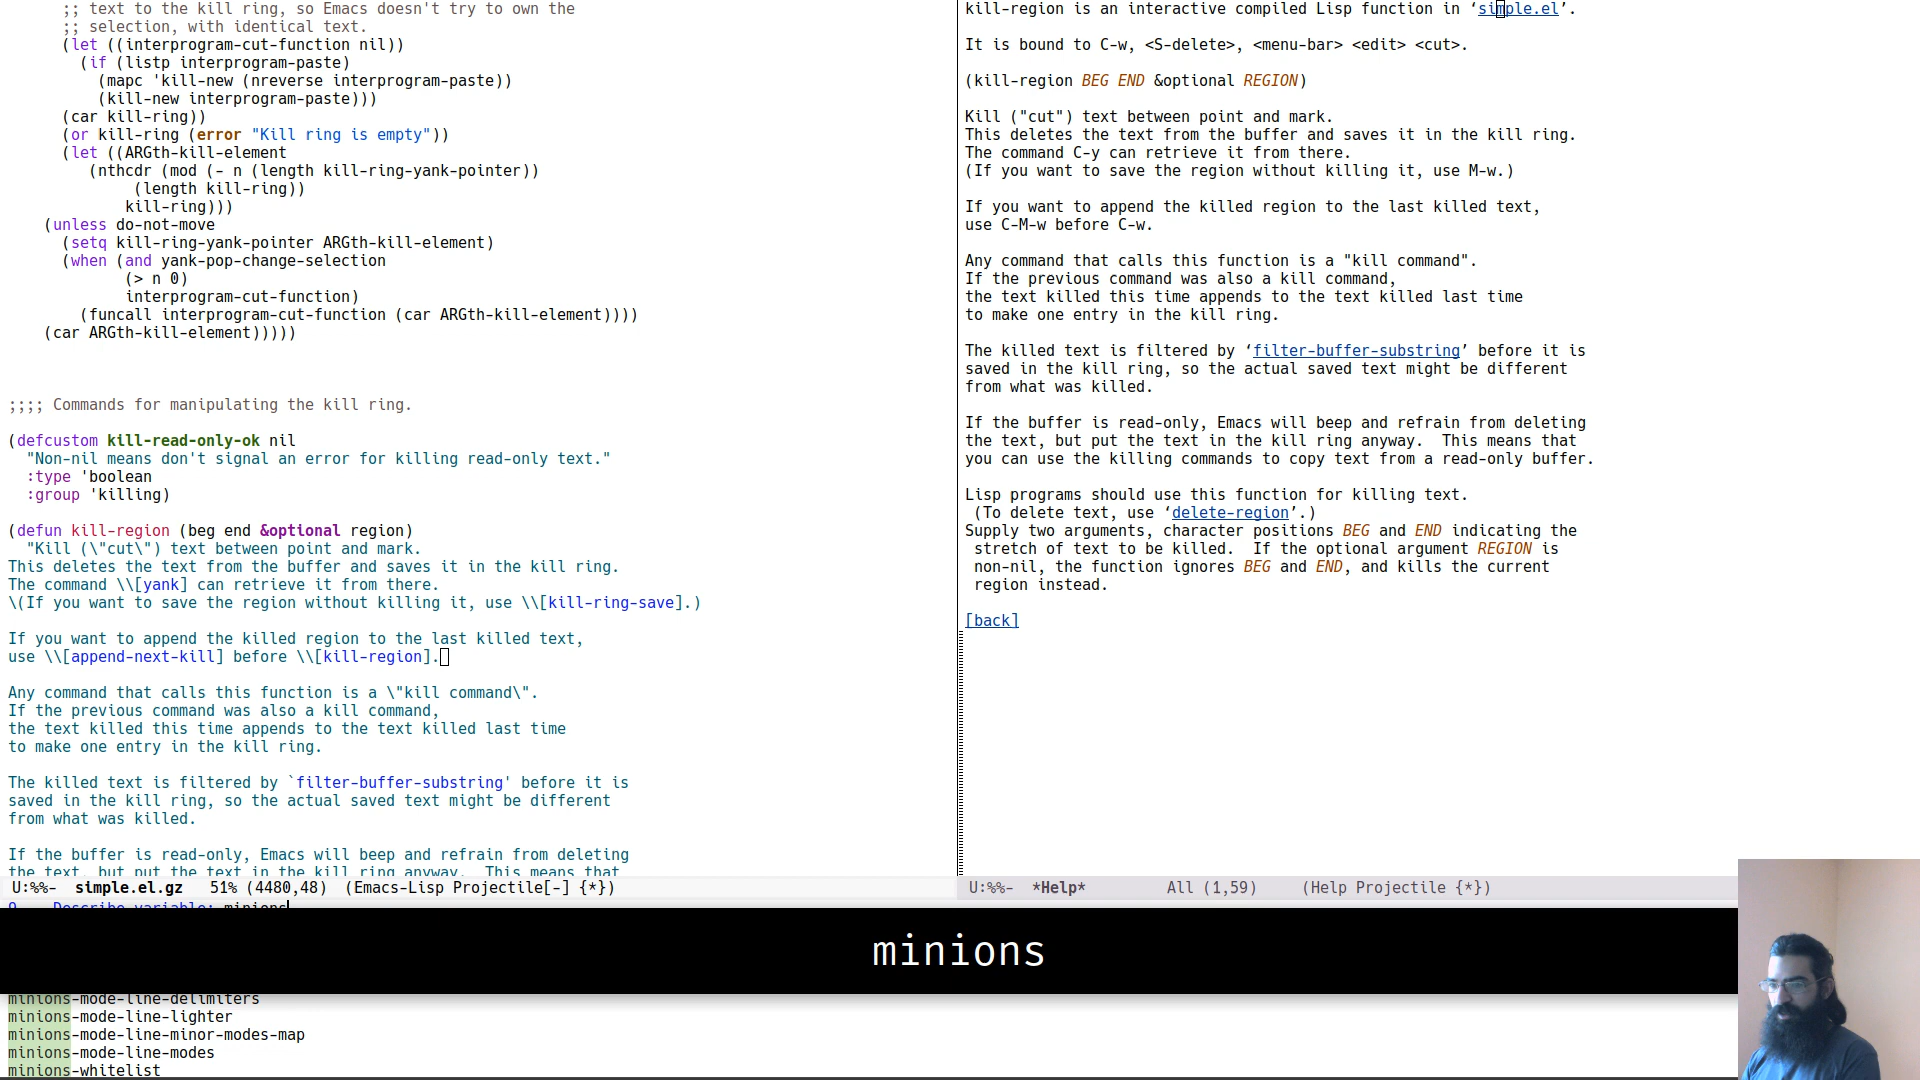 ;; text to the kill ring, so Emacs doesn't try to own the
;; selection, with identical text.
(let ((interprogram-cut-function nil))
(if (listp interprogram-paste)
(mapc 'kill-new (nreverse interprogram-paste))
(kill-new interprogram-paste)))
(car kill-ring))
(or kill-ring (error "Kill ring is empty"))
(let ((ARGth-kill-element
(nthcdr (mod (- n (length kill-ring-yank-pointer))
(length kill-ring))
kill-ring)))
(unless do-not-move
(setq kill-ring-yank-pointer ARGth-kill-element)
(when (and yank-pop-change-selection
(> n 0)
interprogram-cut-function)
(funcall interprogram-cut-function (car ARGth-kill-element))))
(car ARGth-kill-element)))))
;;;; Commands for manipulating the kill ring.
(defcustom kill-read-only-ok nil
"Non-nil means don't signal an error for killing read-only text."
:type 'boolean
:group 'killing)
(defun kill-region (beg end &optional region)
"Kill (\"cut\") text between point and mark.
This deletes the text from the buffer and saves it in the kill ring.
The command \\[yank] can retrieve it from there.
\(If you want to save the region without killing it, use \\[kill-ring-save].)
If you want to append the killed region to the last killed text,
use \\[append-next-kill] before \\[kill-region].
Any command that calls this function is a \"kill command\".
If the previous command was also a kill command,
the text killed this time appends to the text killed last time
to make one entry in the kill ring.
The killed text is filtered by `filter-buffer-substring' before it is
saved in the kill ring, so the actual saved text might be different
from what was killed.
If the buffer is read-only, Emacs will beep and refrain from deleting
the text, but put the text in the kill ring anyway.  This means that
U:%%-  simple.el.gz   51% (4480,48)  (Emacs-Lisp Projectile[-] {*})
kill-region is an interactive compiled Lisp function in ‘simple.el’.
It is bound to C-w, <S-delete>, <menu-bar> <edit> <cut>.
(kill-region BEG END &optional REGION)
Kill ("cut") text between point and mark.
This deletes the text from the buffer and saves it in the kill ring.
The command C-y can retrieve it from there.
(If you want to save the region without killing it, use M-w.)
If you want to append the killed region to the last killed text,
use C-M-w before C-w.
Any command that calls this function is a "kill command".
If the previous command was also a kill command,
the text killed this time appends to the text killed last time
to make one entry in the kill ring.
The killed text is filtered by ‘filter-buffer-substring’ before it is
saved in the kill ring, so the actual saved text might be different
from what was killed.
If the buffer is read-only, Emacs will beep and refrain from deleting
the text, but put the text in the kill ring anyway.  This means that
you can use the killing commands to copy text from a read-only buffer.
Lisp programs should use this function for killing text.
(To delete text, use ‘delete-region’.)
Supply two arguments, character positions BEG and END indicating the
stretch of text to be killed.  If the optional argument REGION is
non-nil, the function ignores BEG and END, and kills the current
region instead.
[back]
U:%%-  *Help*         All (1,59)     (Help Projectile {*})
9    Describe variable: minions
minions
minions-mode-line-delimiters
minions-mode-line-lighter
minions-mode-line-minor-modes-map
minions-mode-line-modes
minions-whitelist